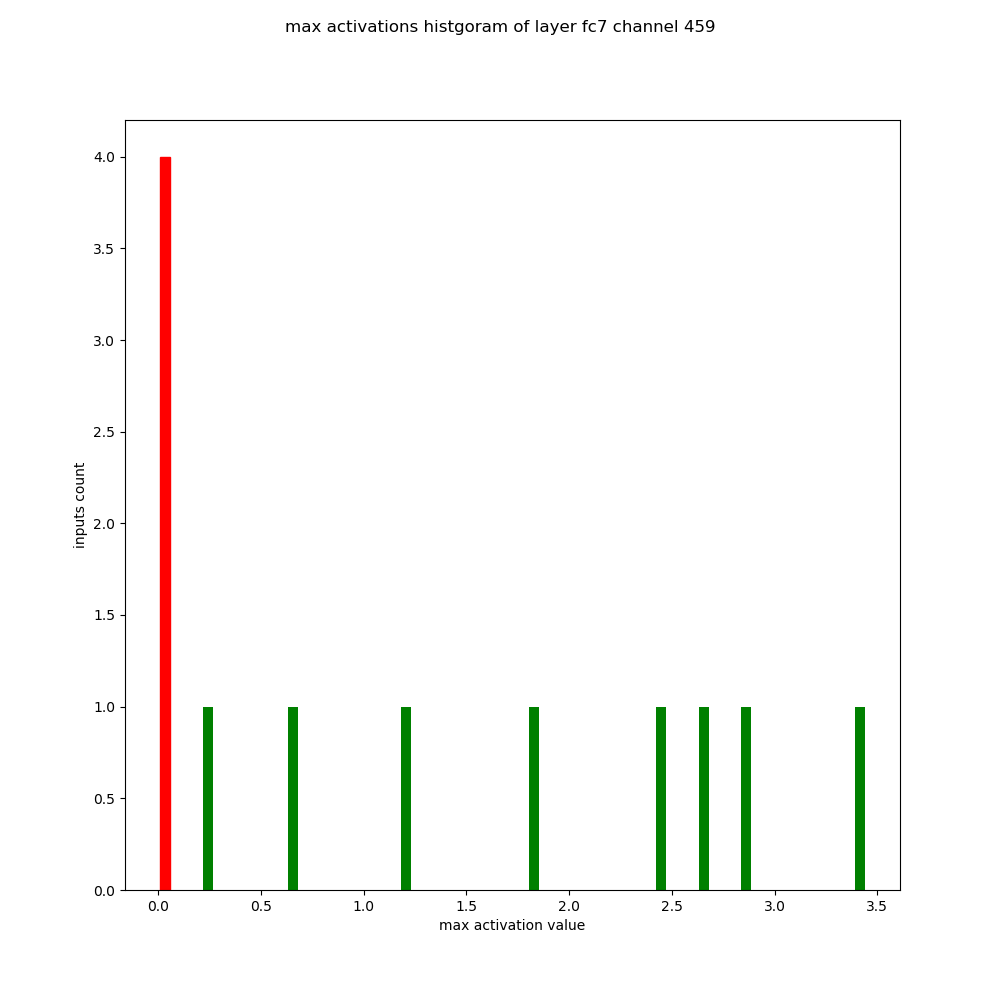 max activations histgoram of layer fc7 channel 459
4.0
3.5
3.0
2.5
2.0
1.5
1.0
0.5
0.0
inputs count
0.0 0.5 1.0 1.5 2.0 2.5 3.0 3.5
max activation value